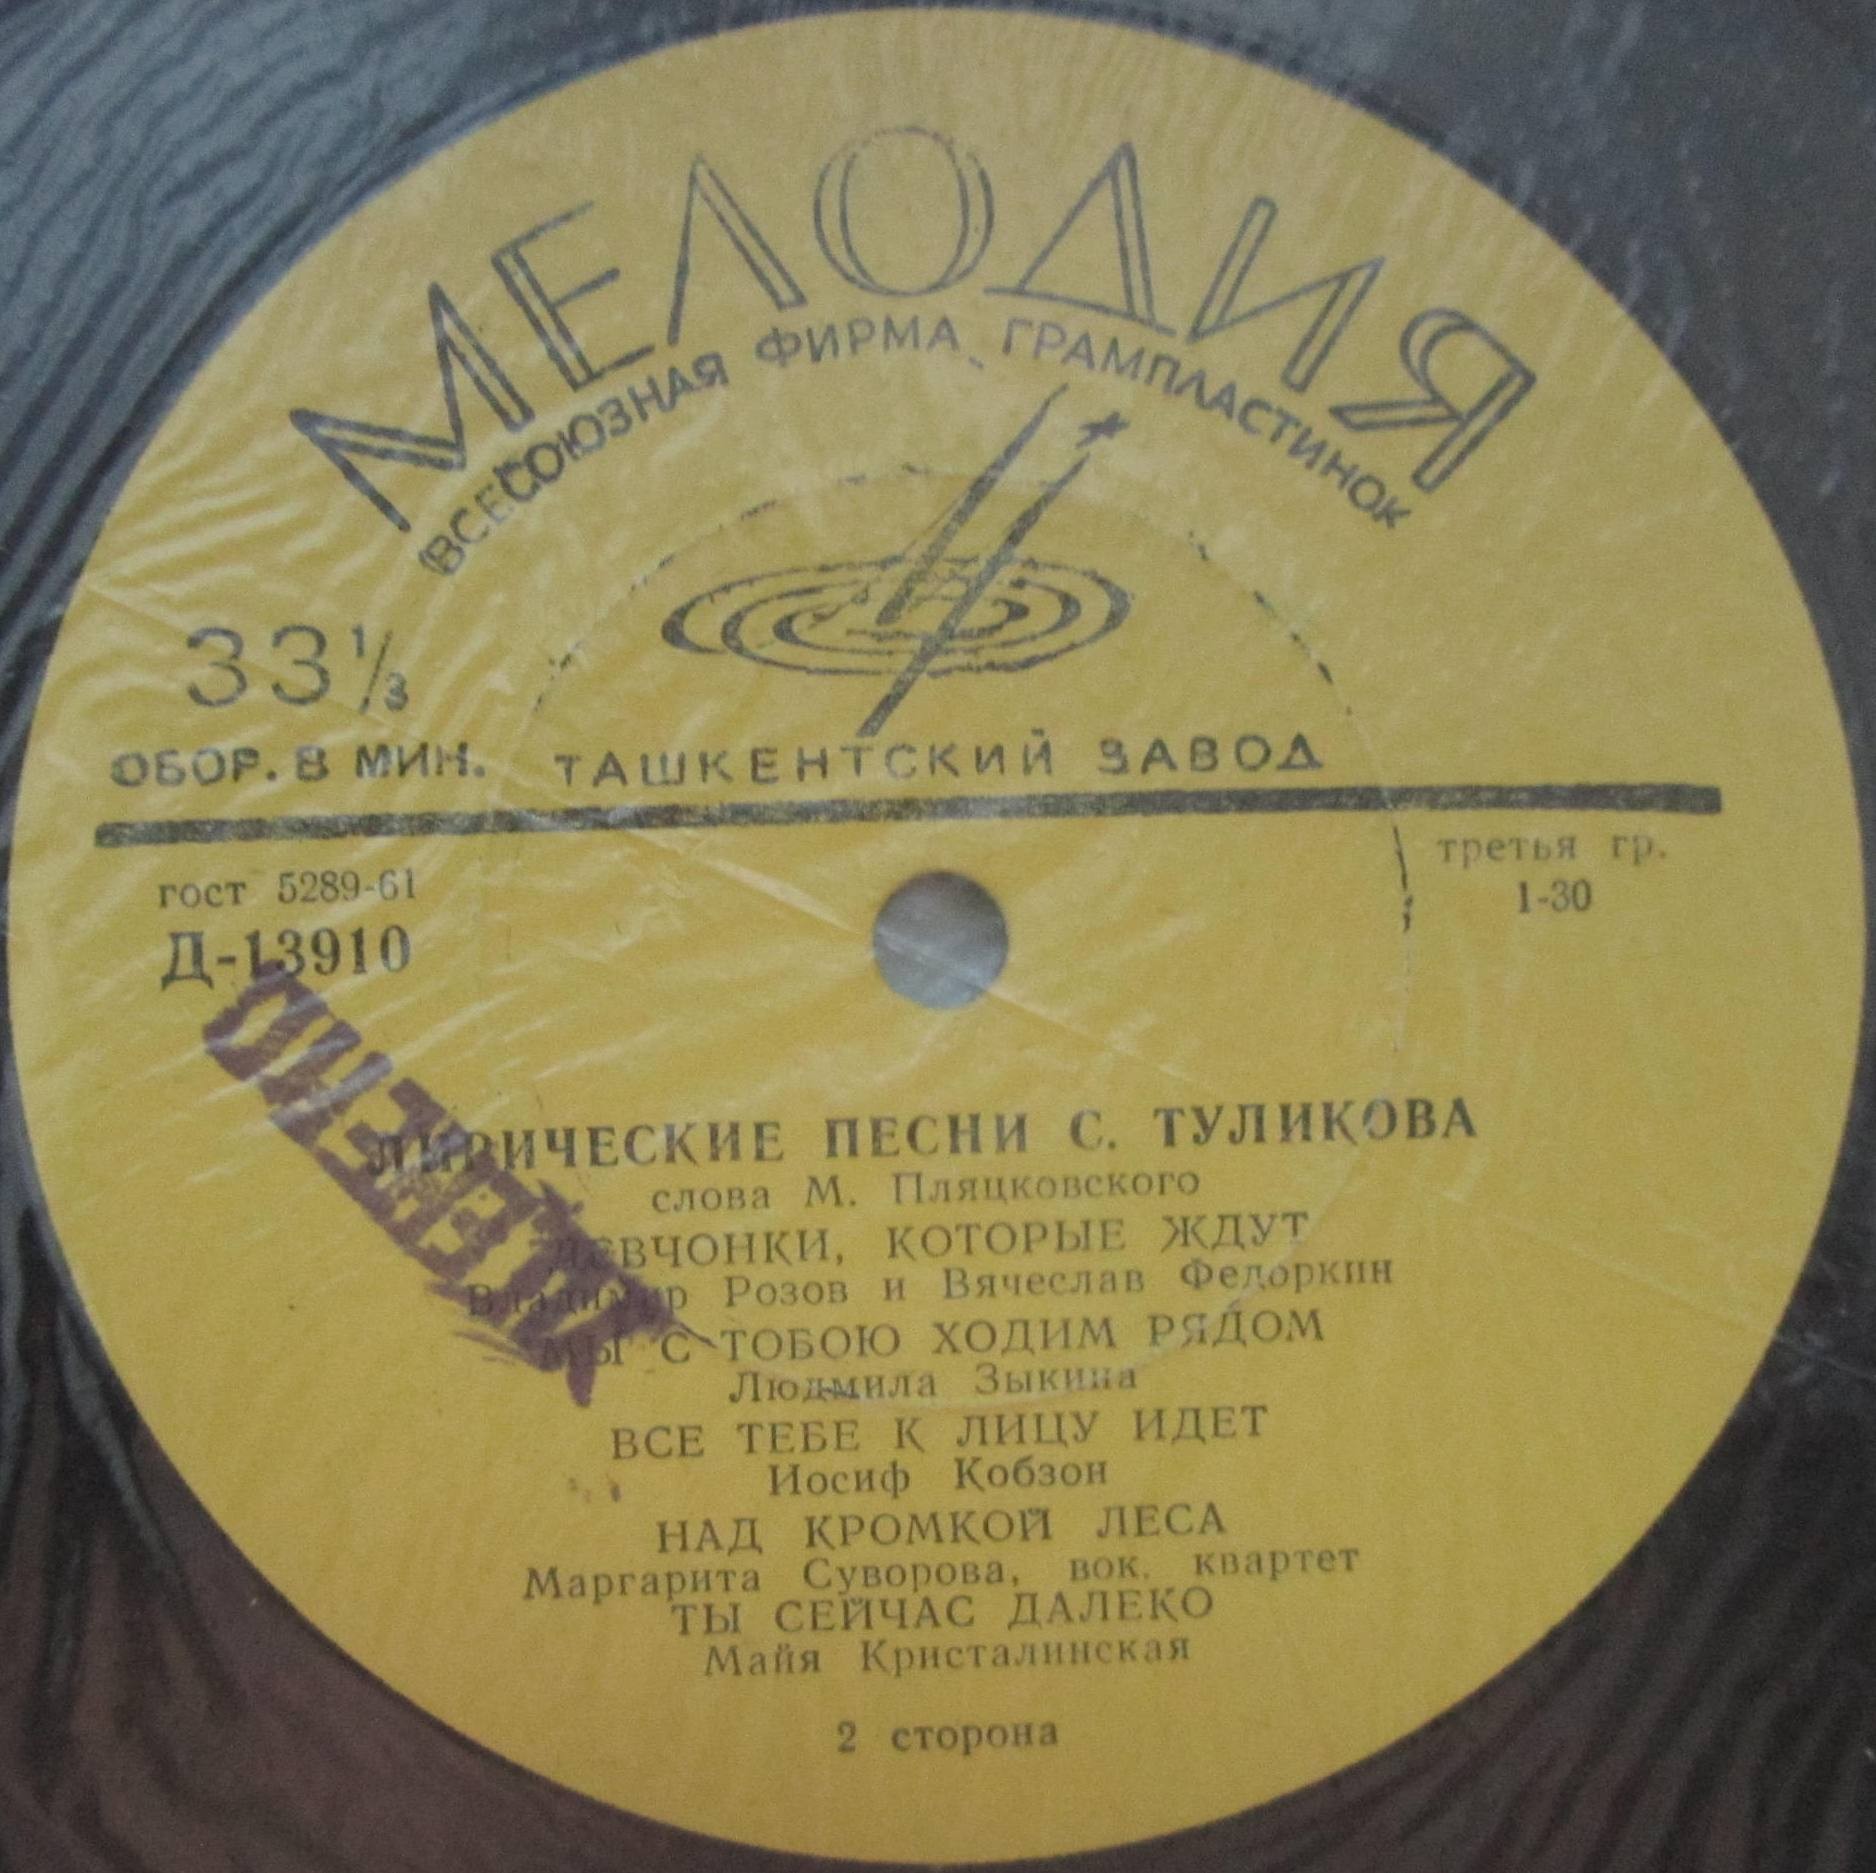 МЕЛОДИЯ
ВСЕСОЮЗНАЯ ФИРМА ГРАМПЛАСТИНОК
33 1/3
ОБОР. В МИН. ТАШКЕНТСКИЙ ЗАВОД
гост 5289-61 третья гр.
Д-13910 1-30
ЛИРИЧЕСКИЕ ПЕСНИ С. ТУЛИКОВА
слова М. Пляцковского
ДЕВЧОНКИ, КОТОРЫЕ ЖДУТ
Владимир Розов и Вячеслав Федоркин
МЫ С ТОБОЮ ХОДИМ РЯДОМ
Людмила Зыкина
ВСЕ ТЕБЕ К ЛИЦУ ИДЕТ
Иосиф Кобзон
НАД КРОМКОЙ ЛЕСА
Маргарита Суворова, вок. квартет
ТЫ СЕЙЧАС ДАЛЕКО
Майя Кристалинская
2 сторона